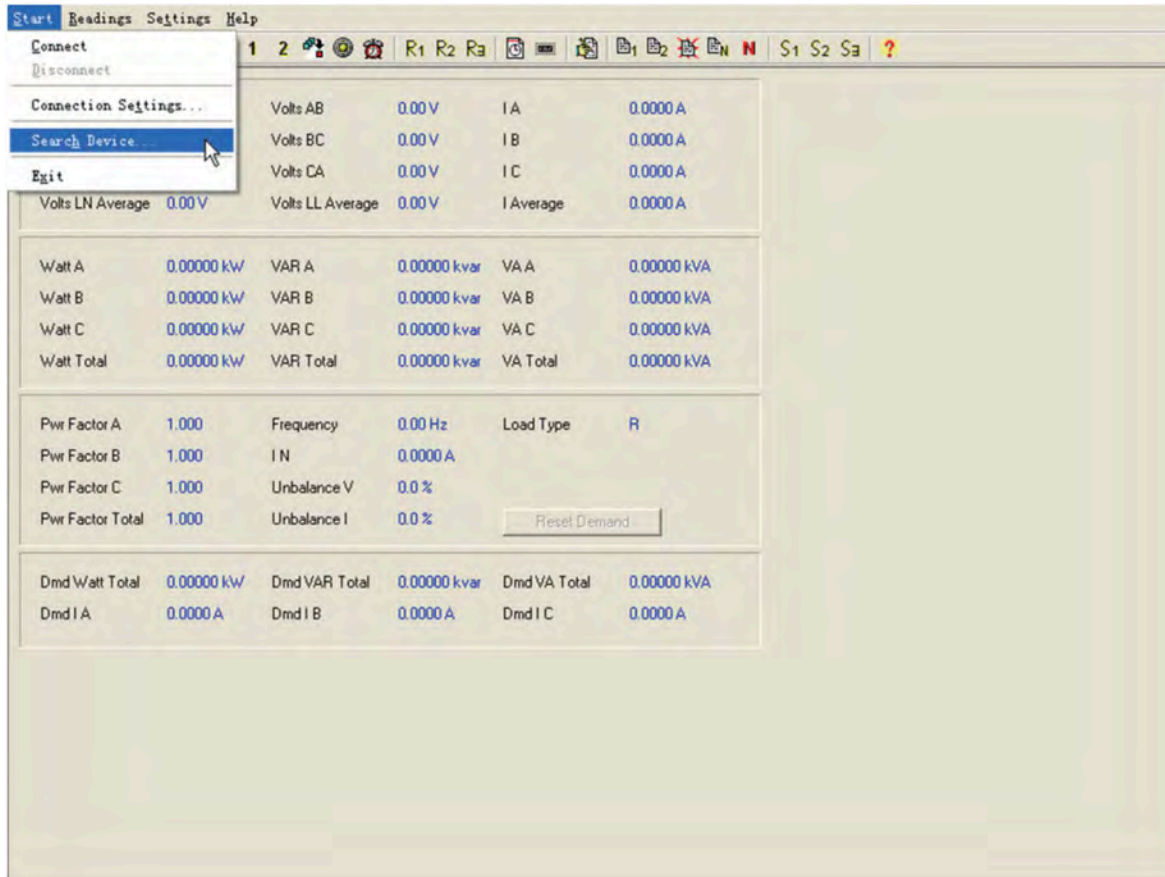 Start Readings Settings Help
Connect
1 2 R1 R2 R3 1 2 N N S1 S2 S3 ?
Disconnect
Connection Settings...
Volts AB 0.00 V I A 0.0000 A
Search Device...
Volts BC 0.00 V I B 0.0000 A
Exit
Volts CA 0.00 V I C 0.0000 A
Volts LN Average 0.00 V Volts LL Average 0.00 V I Average 0.0000 A
Watt A 0.00000 kW VAR A 0.00000 kvar VA A 0.00000 kVA
Watt B 0.00000 kW VAR B 0.00000 kvar VA B 0.00000 kVA
Watt C 0.00000 kW VAR C 0.00000 kvar VA C 0.00000 kVA
Watt Total 0.00000 kW VAR Total 0.00000 kvar VA Total 0.00000 kVA
Pwr Factor A 1.000 Frequency 0.00 Hz Load Type R
Pwr Factor B 1.000 I N 0.0000 A
Pwr Factor C 1.000 Unbalance V 0.0 %
Pwr Factor Total 1.000 Unbalance I 0.0 % Reset Demand
Dmd Watt Total 0.00000 kW Dmd VAR Total 0.00000 kvar Dmd VA Total 0.00000 kVA
Dmd I A 0.0000 A Dmd I B 0.0000 A Dmd I C 0.0000 A